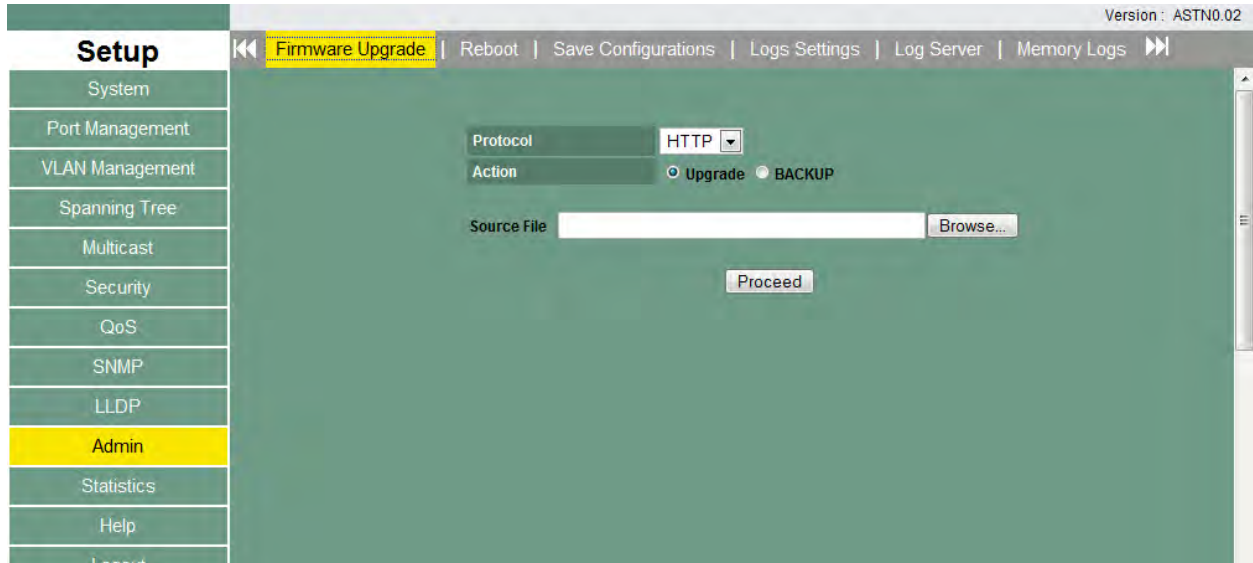 Version : ASTN0.02
Setup
Firmware Upgrade | Reboot | Save Configurations | Logs Settings | Log Server | Memory Logs
System
Port Management
VLAN Management
Spanning Tree
Multicast
Security
QoS
SNMP
LLDP
Admin
Statistics
Help
Protocol HTTP
Action Upgrade BACKUP
Source File Browse...
Proceed